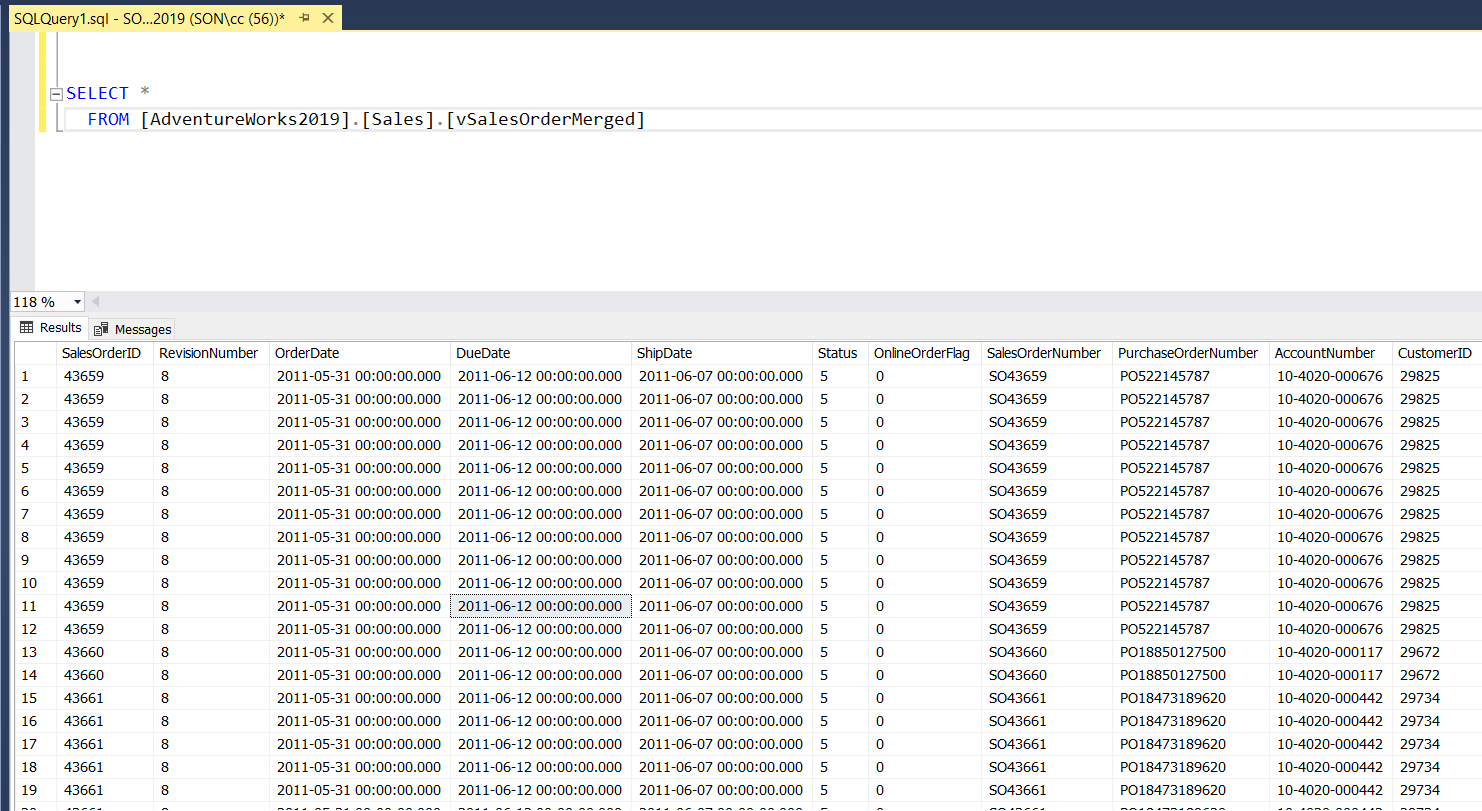 SQLQuery1.sql - SO...2019 (SON\cc (56))*
SELECT *
FROM [AdventureWorks2019].[Sales].[vSalesOrderMerged]
118 %
Results Messages
SalesOrderID RevisionNumber OrderDate DueDate ShipDate Status OnlineOrderFlag SalesOrderNumber PurchaseOrderNumber AccountNumber CustomerID
1 43659 8 2011-05-31 00:00:00.000 2011-06-12 00:00:00.000 2011-06-07 00:00:00.000 5 0 SO43659 PO522145787 10-4020-000676 29825
2 43659 8 2011-05-31 00:00:00.000 2011-06-12 00:00:00.000 2011-06-07 00:00:00.000 5 0 SO43659 PO522145787 10-4020-000676 29825
3 43659 8 2011-05-31 00:00:00.000 2011-06-12 00:00:00.000 2011-06-07 00:00:00.000 5 0 SO43659 PO522145787 10-4020-000676 29825
4 43659 8 2011-05-31 00:00:00.000 2011-06-12 00:00:00.000 2011-06-07 00:00:00.000 5 0 SO43659 PO522145787 10-4020-000676 29825
5 43659 8 2011-05-31 00:00:00.000 2011-06-12 00:00:00.000 2011-06-07 00:00:00.000 5 0 SO43659 PO522145787 10-4020-000676 29825
6 43659 8 2011-05-31 00:00:00.000 2011-06-12 00:00:00.000 2011-06-07 00:00:00.000 5 0 SO43659 PO522145787 10-4020-000676 29825
7 43659 8 2011-05-31 00:00:00.000 2011-06-12 00:00:00.000 2011-06-07 00:00:00.000 5 0 SO43659 PO522145787 10-4020-000676 29825
8 43659 8 2011-05-31 00:00:00.000 2011-06-12 00:00:00.000 2011-06-07 00:00:00.000 5 0 SO43659 PO522145787 10-4020-000676 29825
9 43659 8 2011-05-31 00:00:00.000 2011-06-12 00:00:00.000 2011-06-07 00:00:00.000 5 0 SO43659 PO522145787 10-4020-000676 29825
10 43659 8 2011-05-31 00:00:00.000 2011-06-12 00:00:00.000 2011-06-07 00:00:00.000 5 0 SO43659 PO522145787 10-4020-000676 29825
11 43659 8 2011-05-31 00:00:00.000 2011-06-12 00:00:00.000 2011-06-07 00:00:00.000 5 0 SO43659 PO522145787 10-4020-000676 29825
12 43659 8 2011-05-31 00:00:00.000 2011-06-12 00:00:00.000 2011-06-07 00:00:00.000 5 0 SO43659 PO522145787 10-4020-000676 29825
13 43660 8 2011-05-31 00:00:00.000 2011-06-12 00:00:00.000 2011-06-07 00:00:00.000 5 0 SO43660 PO18850127500 10-4020-000117 29672
14 43660 8 2011-05-31 00:00:00.000 2011-06-12 00:00:00.000 2011-06-07 00:00:00.000 5 0 SO43660 PO18850127500 10-4020-000117 29672
15 43661 8 2011-05-31 00:00:00.000 2011-06-12 00:00:00.000 2011-06-07 00:00:00.000 5 0 SO43661 PO18473189620 10-4020-000442 29734
16 43661 8 2011-05-31 00:00:00.000 2011-06-12 00:00:00.000 2011-06-07 00:00:00.000 5 0 SO43661 PO18473189620 10-4020-000442 29734
17 43661 8 2011-05-31 00:00:00.000 2011-06-12 00:00:00.000 2011-06-07 00:00:00.000 5 0 SO43661 PO18473189620 10-4020-000442 29734
18 43661 8 2011-05-31 00:00:00.000 2011-06-12 00:00:00.000 2011-06-07 00:00:00.000 5 0 SO43661 PO18473189620 10-4020-000442 29734
19 43661 8 2011-05-31 00:00:00.000 2011-06-12 00:00:00.000 2011-06-07 00:00:00.000 5 0 SO43661 PO18473189620 10-4020-000442 29734